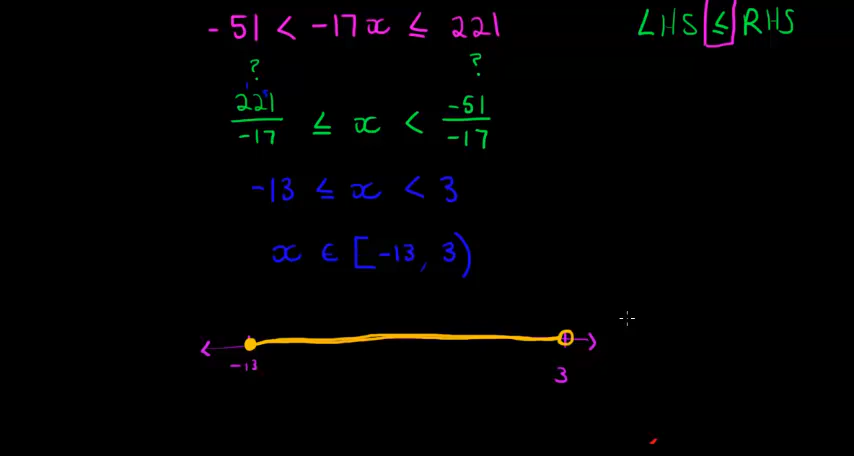 -51 < -17x ≤ 221 LHS ≤ RHS
? ?
221/-17 ≤ x < -51/-17
-13 ≤ x < 3
x ∈ [-13, 3)
-13 3